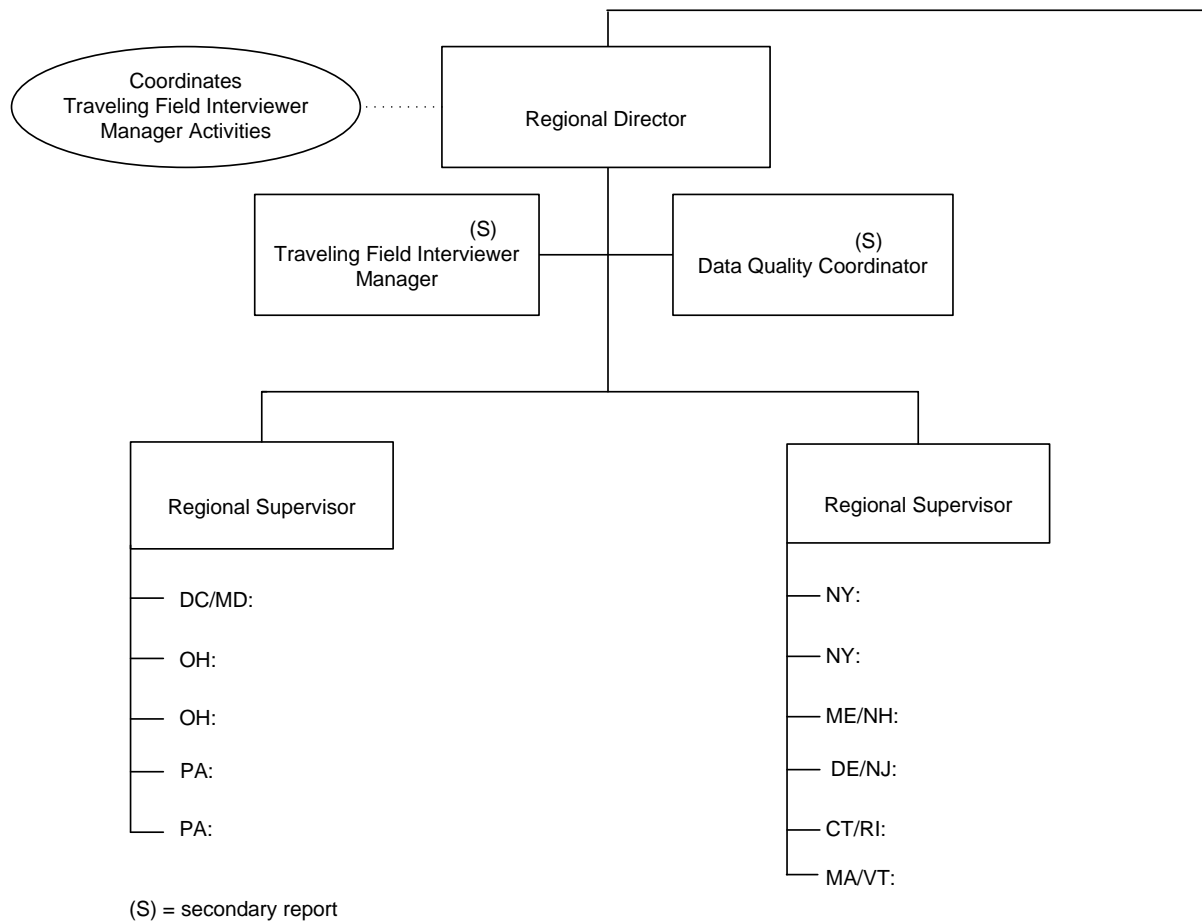 Coordinates
Traveling Field Interviewer
Manager Activities
Regional Director
(S)
Traveling Field Interviewer
Manager
(S)
Data Quality Coordinator
Regional Supervisor
DC/MD:
OH:
OH:
PA:
PA:
Regional Supervisor
NY:
NY:
ME/NH:
DE/NJ:
CT/RI:
MA/VT:
(S) = secondary report